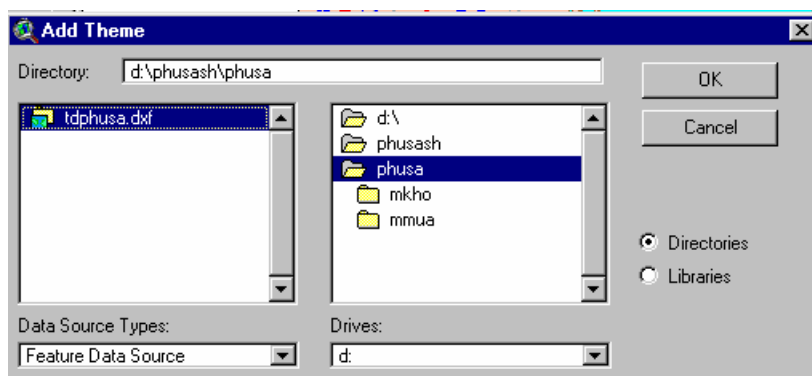 Add Theme
Directory: d:\phusash\phusa
OK
Cancel
tdphusa.dxf
d:\
phusash
phusa
mkho
mmua
Directories
Libraries
Data Source Types:
Feature Data Source
Drives:
d: